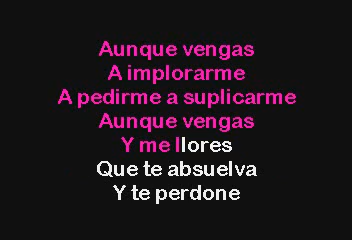 Aunque vengas
A implorarme
A pedirme a suplicarme
Aunque vengas
Y me llores
Que te absuelva
Y te perdone